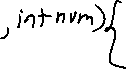 , int num) {